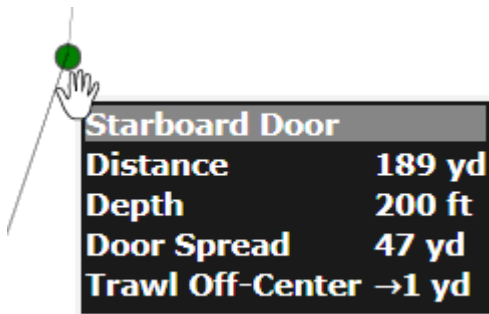 Starboard Door
Distance 189 yd
Depth 200 ft
Door Spread 47 yd
Trawl Off-Center →1 yd